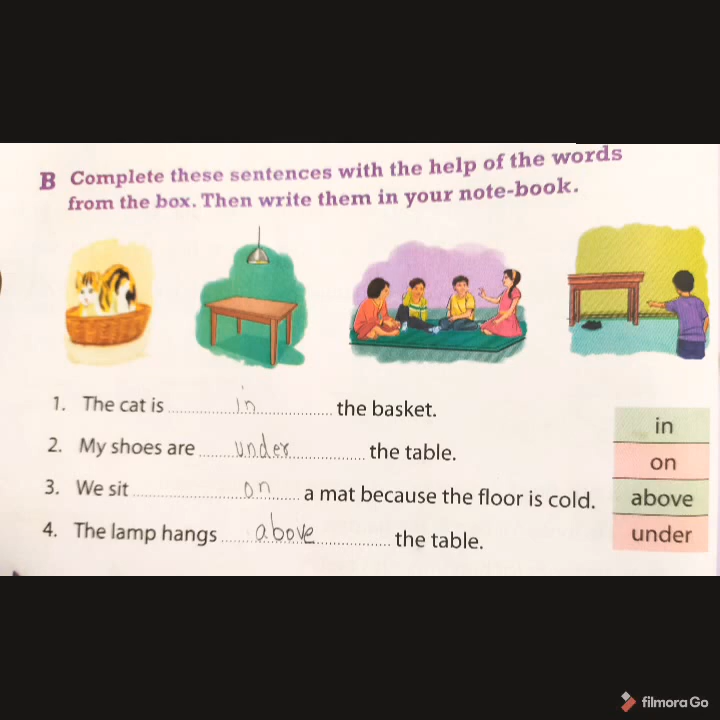 B Complete these sentences with the help of the words
from the box. Then write them in your note-book.
1. The cat is in the basket.
2. My shoes are under the table.
3. We sit on a mat because the floor is cold.
4. The lamp hangs above the table.
in
on
above
under
filmora Go